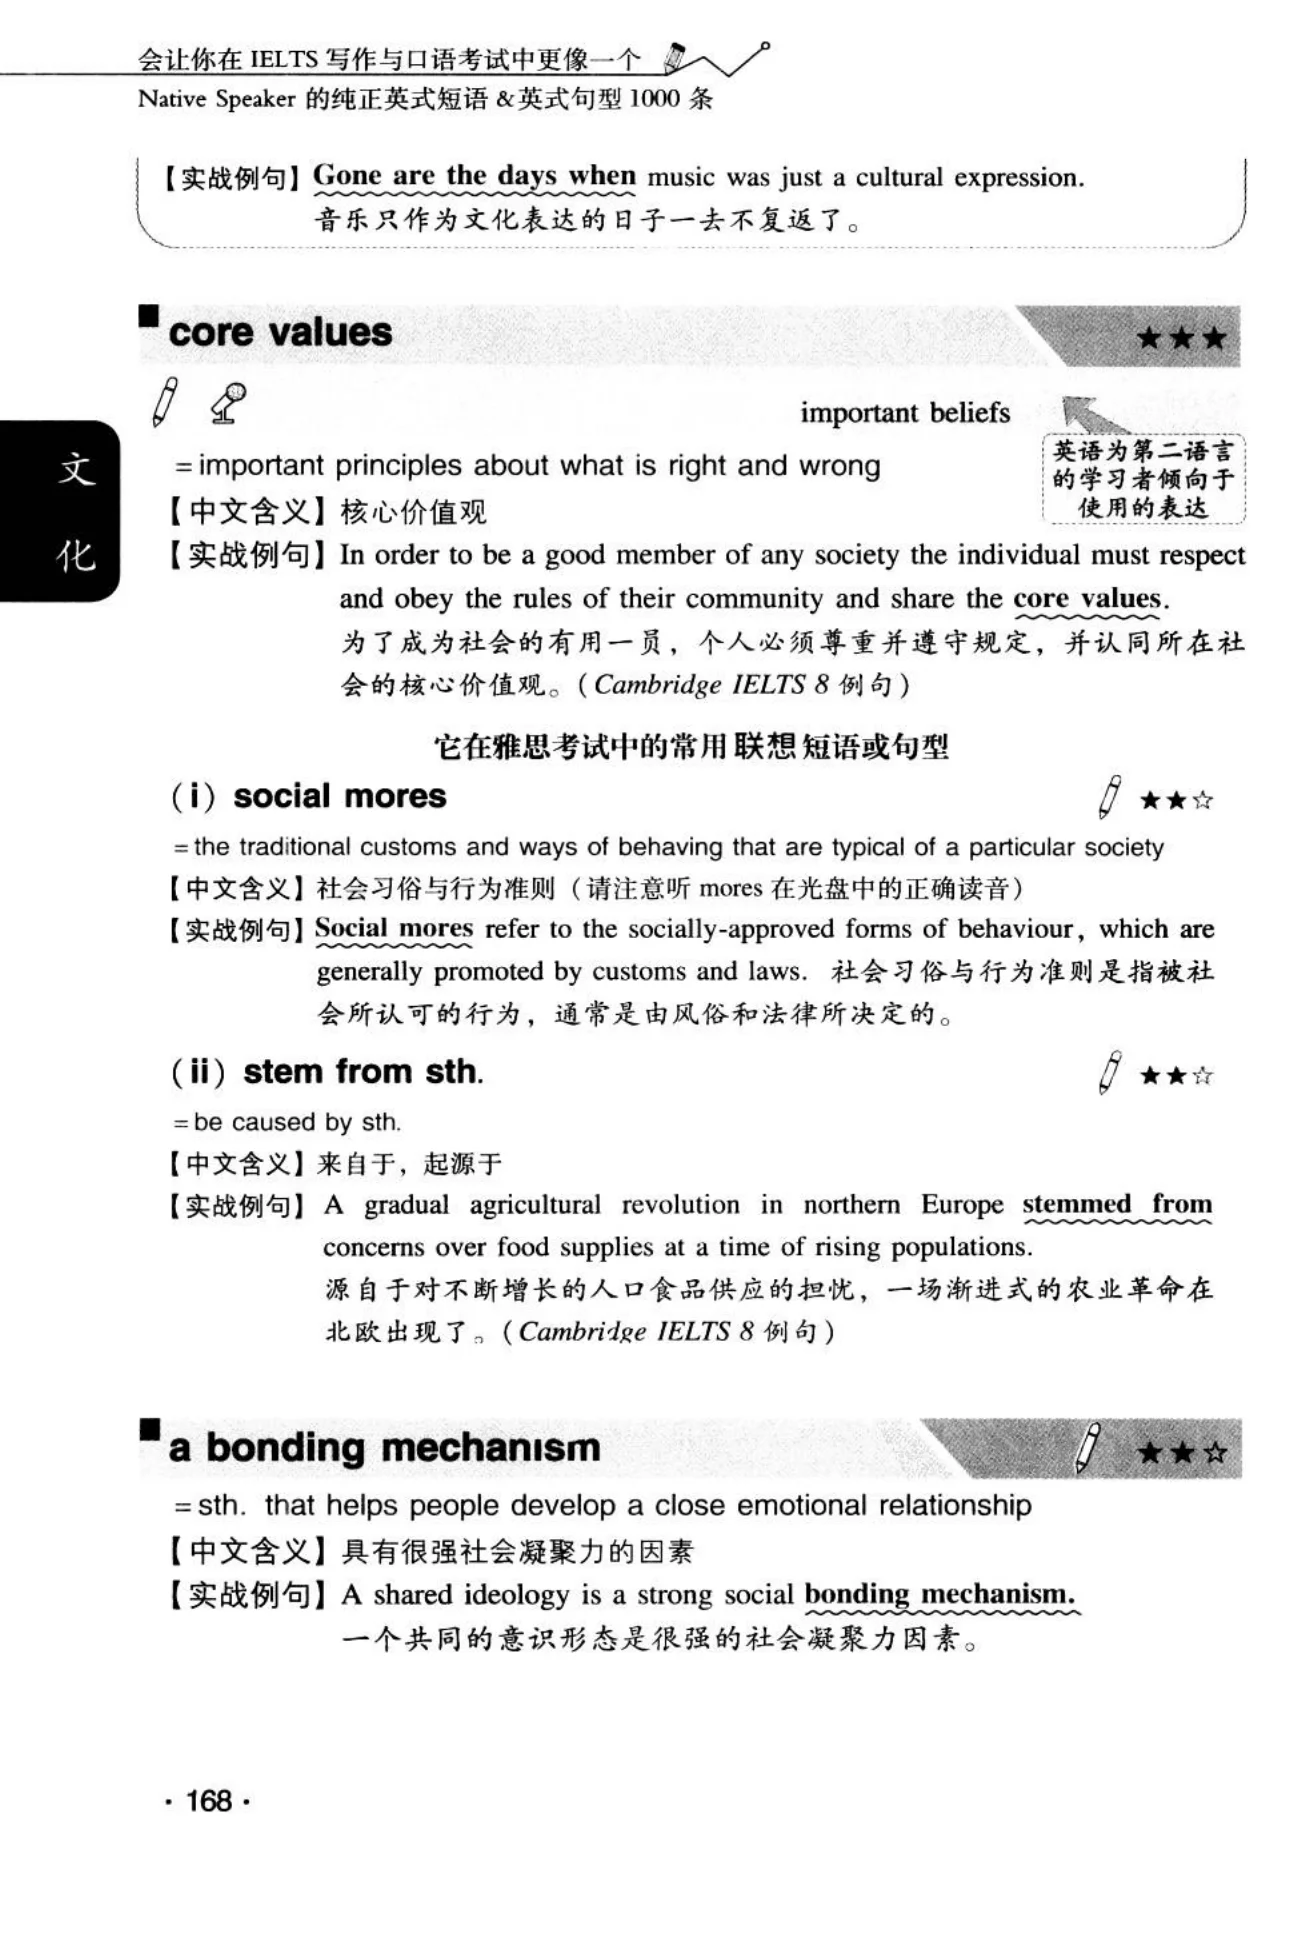 会让你在 IELTS 写作与口语考试中更像一个
Native Speaker 的纯正英式短语 & 英式句型 1000 条
【实战例句】Gone are the days when music was just a cultural expression.
音乐只作为文化表达的日子一去不复返了。
core values ★★★
important beliefs
英语为第二语言
的学习者倾向于
使用的表达
= important principles about what is right and wrong
【中文含义】核心价值观
【实战例句】In order to be a good member of any society the individual must respect
and obey the rules of their community and share the core values.
为了成为社会的有用一员，个人必须尊重并遵守规定，并认同所在社
会的核心价值观。(Cambridge IELTS 8 例句)
文
化
它在雅思考试中的常用联想短语或句型
(i) social mores ★★☆
= the traditional customs and ways of behaving that are typical of a particular society
【中文含义】社会习俗与行为准则（请注意听 mores 在光盘中的正确读音）
【实战例句】Social mores refer to the socially-approved forms of behaviour, which are
generally promoted by customs and laws. 社会习俗与行为准则是指被社
会所认可的行为，通常是由风俗和法律所决定的。
(ii) stem from sth. ★★☆
= be caused by sth.
【中文含义】来自于，起源于
【实战例句】A gradual agricultural revolution in northern Europe stemmed from
concerns over food supplies at a time of rising populations.
源自于对不断增长的人口食品供应的担忧，一场渐进式的农业革命在
北欧出现了。(Cambridge IELTS 8 例句)
a bonding mechanism ★★☆
= sth. that helps people develop a close emotional relationship
【中文含义】具有很强社会凝聚力的因素
【实战例句】A shared ideology is a strong social bonding mechanism.
一个共同的意识形态是很强的社会凝聚力因素。
· 168 ·